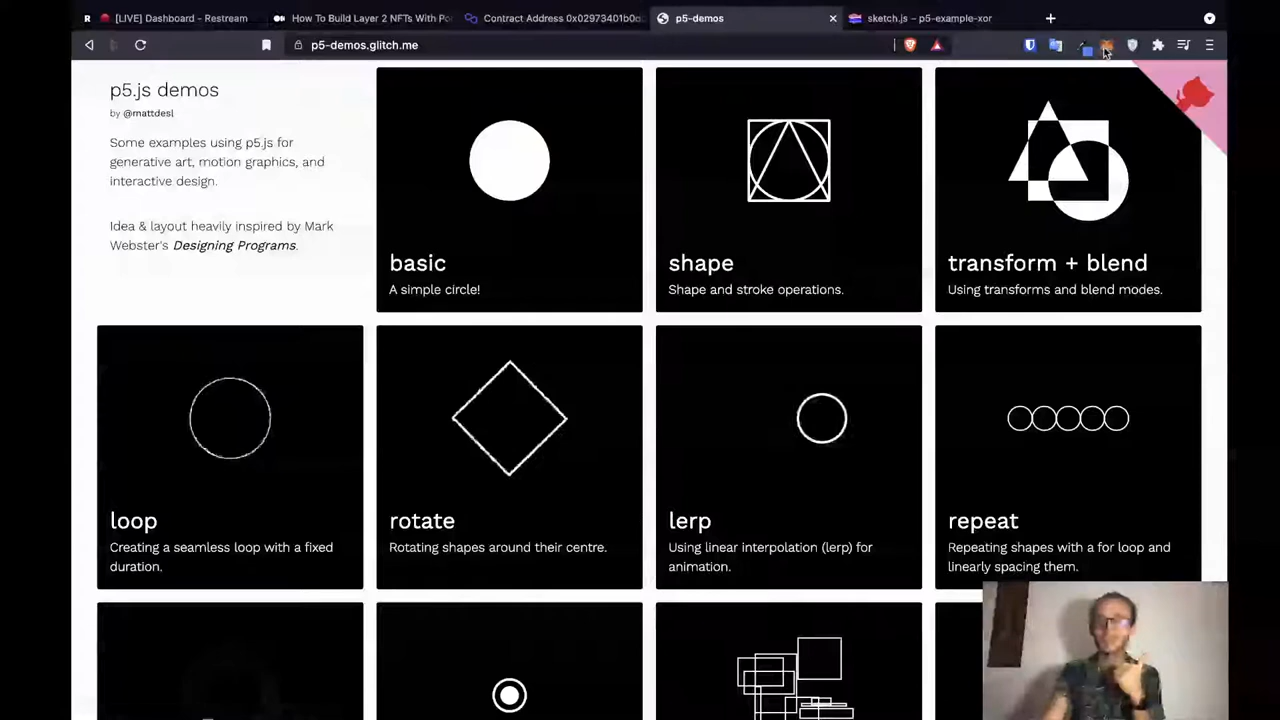 R
[LIVE] Dashboard - Restream
How To Build Layer 2 NFTs With Po
Contract Address 0x02973401b0d
p5-demos
sketch.js – p5-example-xor
p5-demos.glitch.me
p5.js demos
by @mattdesl
Some examples using p5.js for
generative art, motion graphics, and
interactive design.
Idea & layout heavily inspired by Mark
Webster's Designing Programs.
basic
A simple circle!
shape
Shape and stroke operations.
transform + blend
Using transforms and blend modes.
loop
Creating a seamless loop with a fixed
duration.
rotate
Rotating shapes around their centre.
lerp
Using linear interpolation (lerp) for
animation.
repeat
Repeating shapes with a for loop and
linearly spacing them.